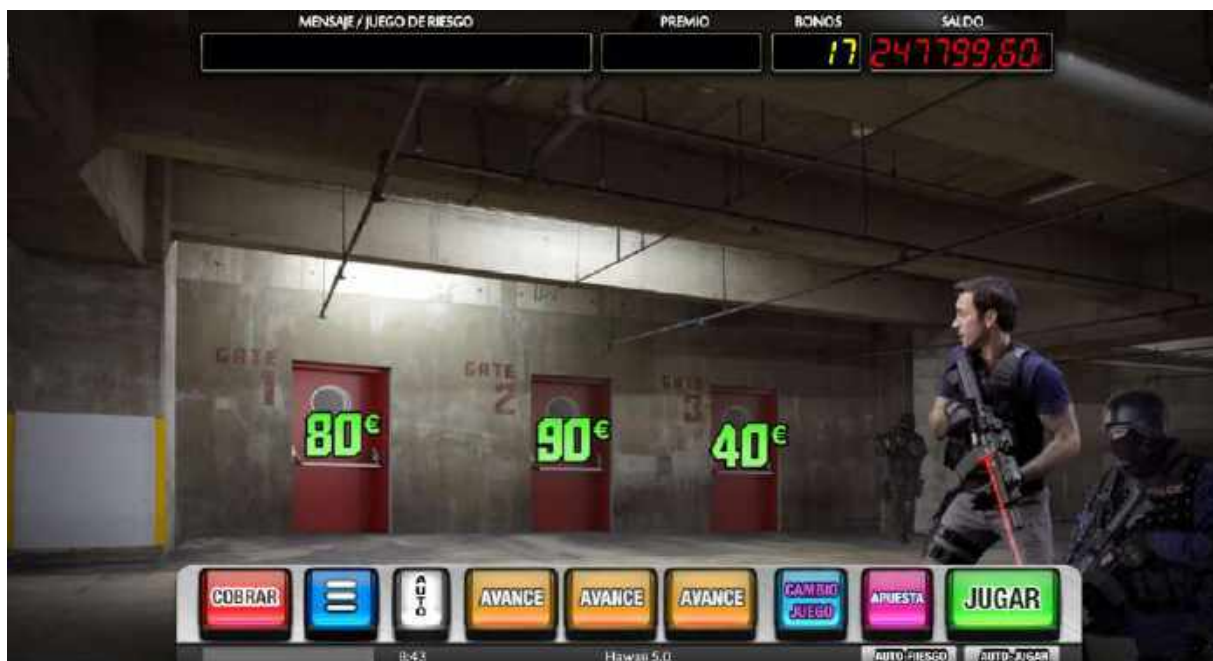 MENSAJE / JUEGO DE RIESGO PREMIO BONOS SALDO
17 247799,60€
GATE 1 GATE 2 GATE 3
80€ 90€ 40€
COBRAR AUTO AVANCE AVANCE AVANCE CAMBIO JUEGO APUESTA JUGAR
8:43 Hawaii 5.0 AUTO-RIESGO AUTO-JUGAR